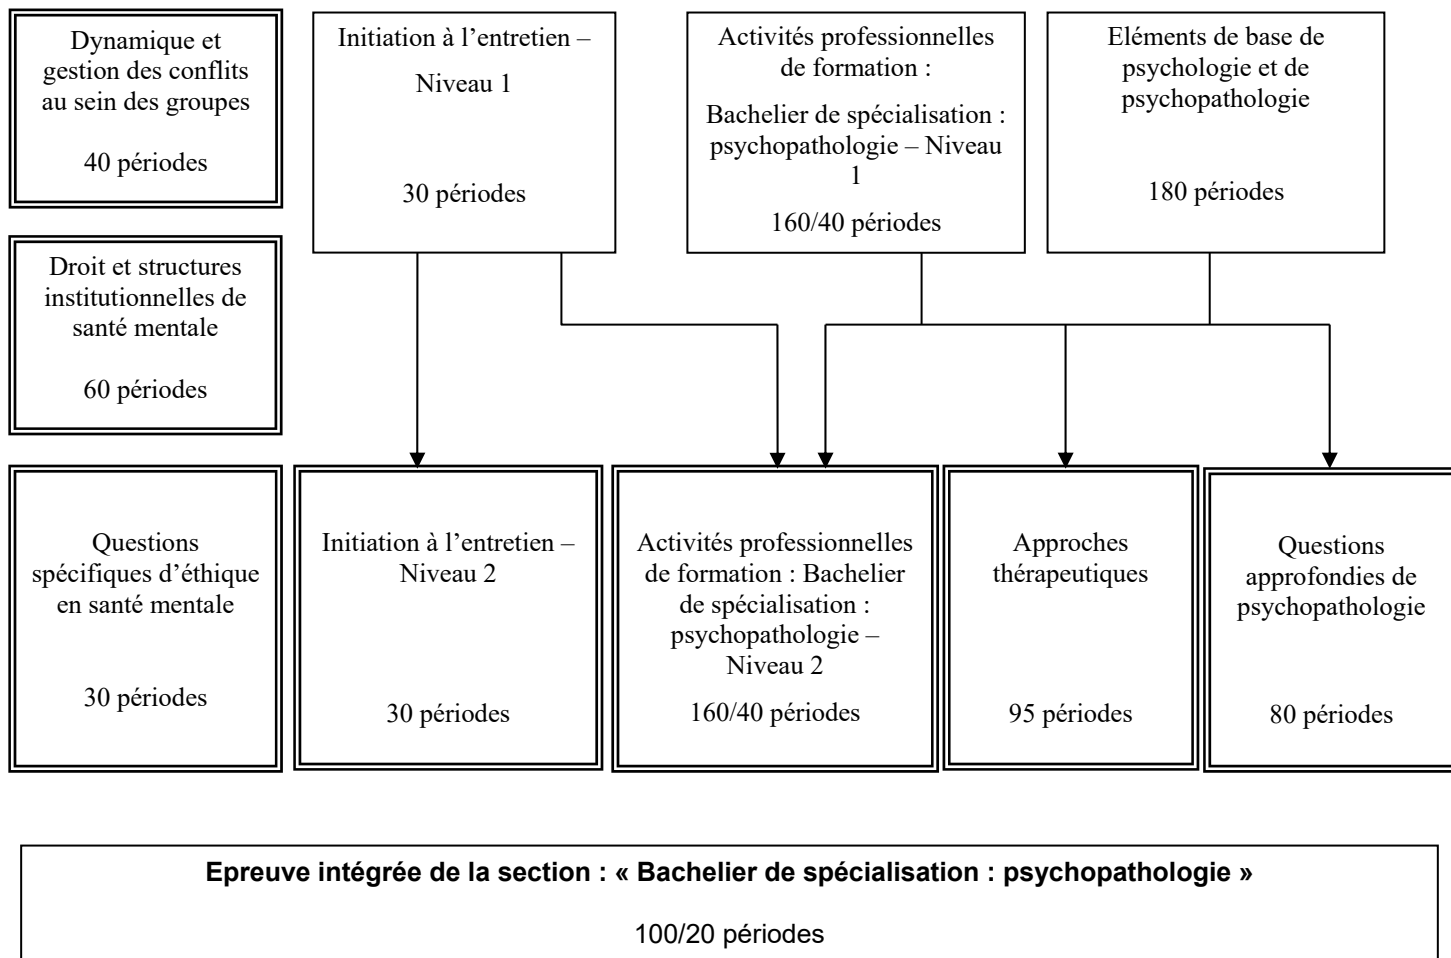 Dynamique et
gestion des conflits
au sein des groupes
40 périodes
Initiation à l’entretien –
Niveau 1
30 périodes
Activités professionnelles
de formation :
Bachelier de spécialisation :
psychopathologie – Niveau
1
160/40 périodes
Eléments de base de
psychologie et de
psychopathologie
180 périodes
Droit et structures
institutionnelles de
santé mentale
60 périodes
Questions
spécifiques d’éthique
en santé mentale
30 périodes
Initiation à l’entretien –
Niveau 2
30 périodes
Activités professionnelles
de formation : Bachelier
de spécialisation :
psychopathologie –
Niveau 2
160/40 périodes
Approches
thérapeutiques
95 périodes
Questions
approfondies de
psychopathologie
80 périodes
Epreuve intégrée de la section : « Bachelier de spécialisation : psychopathologie »
100/20 périodes